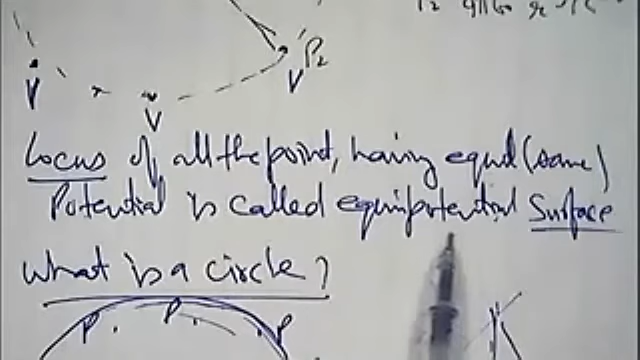 P₂
V
V
V
Locus of all the point, having equal (same)
Potential is called equipotential Surface
What is a circle?
P. P. P